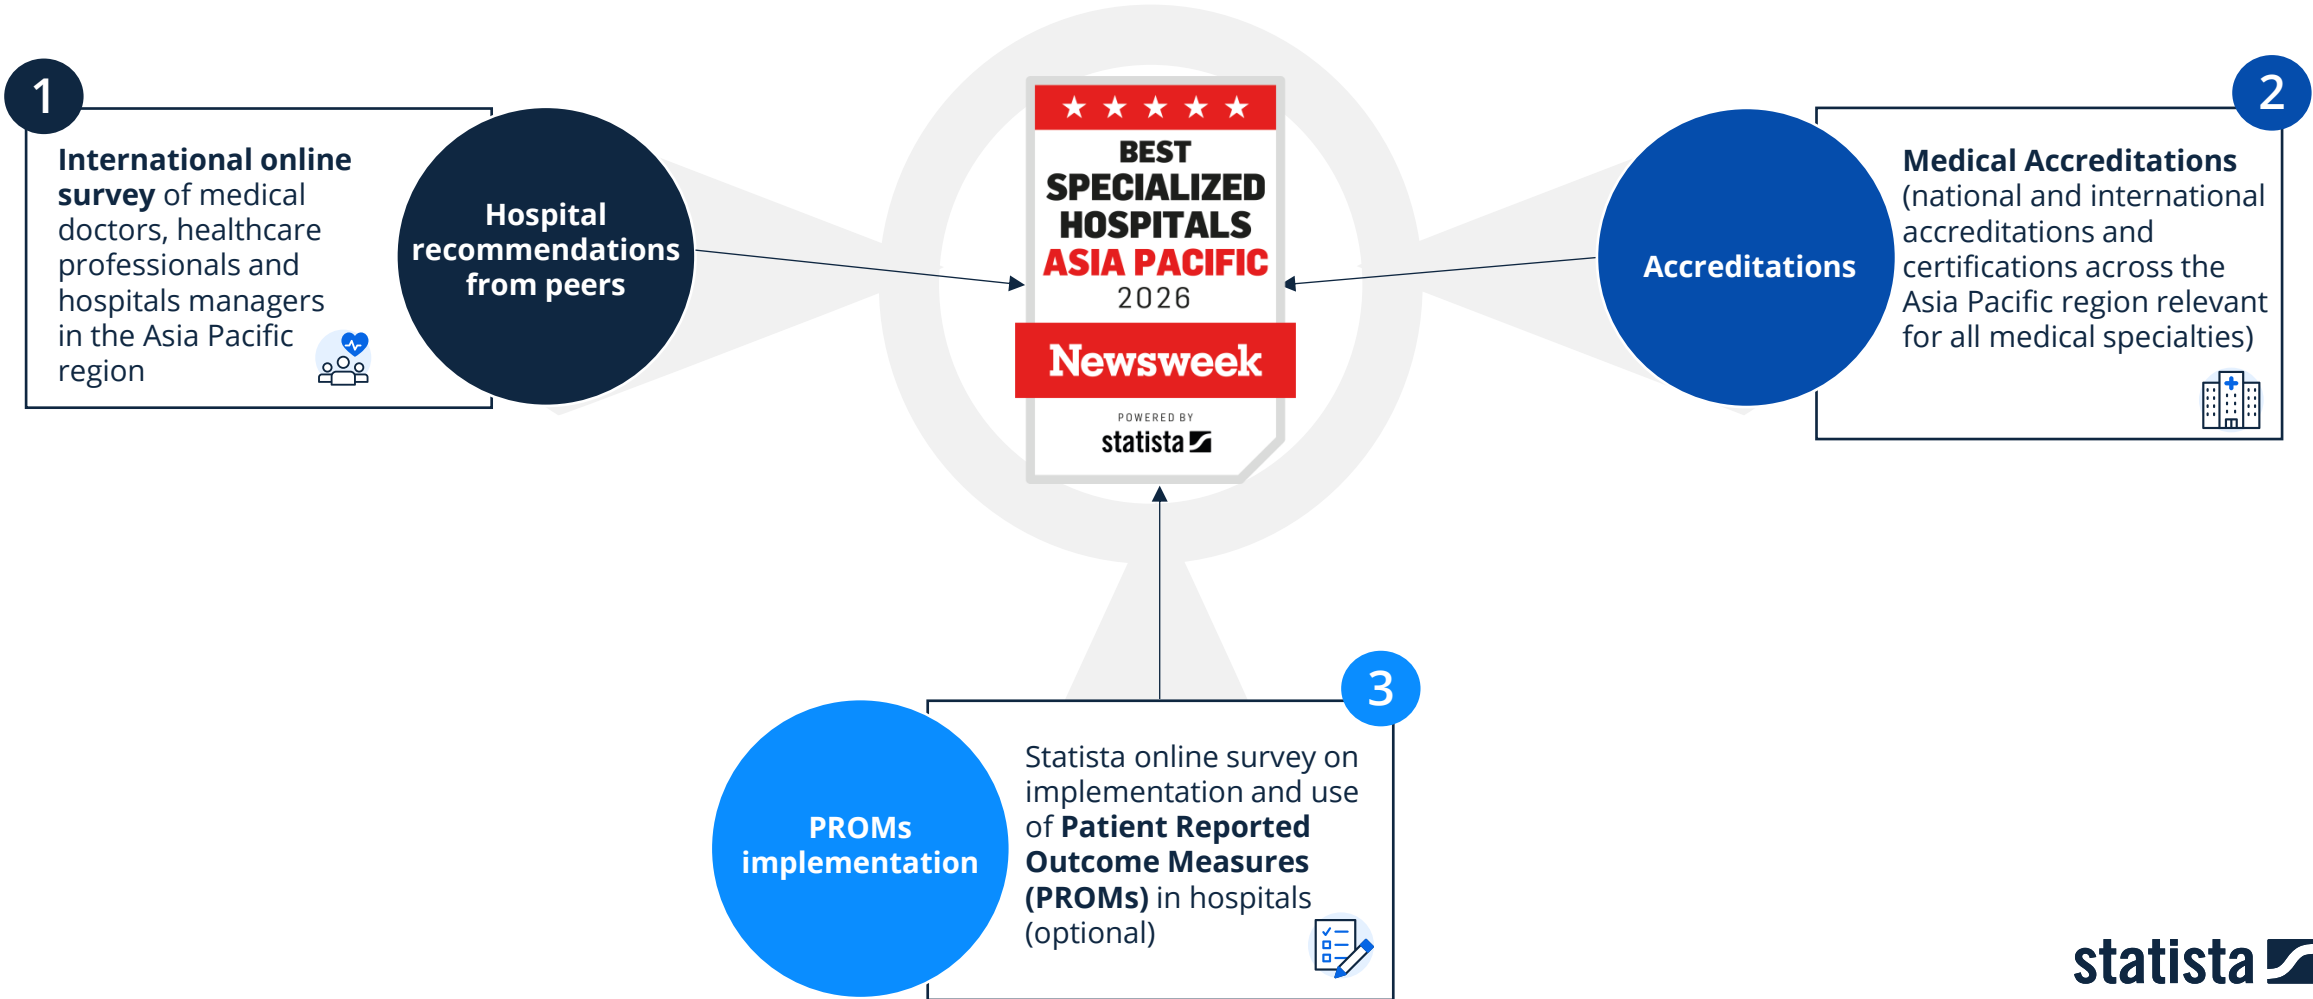 1
International online
survey of medical
doctors, healthcare
professionals and
hospitals managers
in the Asia Pacific
region
Hospital
recommendations
from peers
BEST
SPECIALIZED
HOSPITALS
ASIA PACIFIC
2026
Newsweek
POWERED BY
statista
Accreditations
2
Medical Accreditations
(national and international
accreditations and
certifications across the
Asia Pacific region relevant
for all medical specialties)
PROMs
implementation
3
Statista online survey on
implementation and use
of Patient Reported
Outcome Measures
(PROMs) in hospitals
(optional)
statista